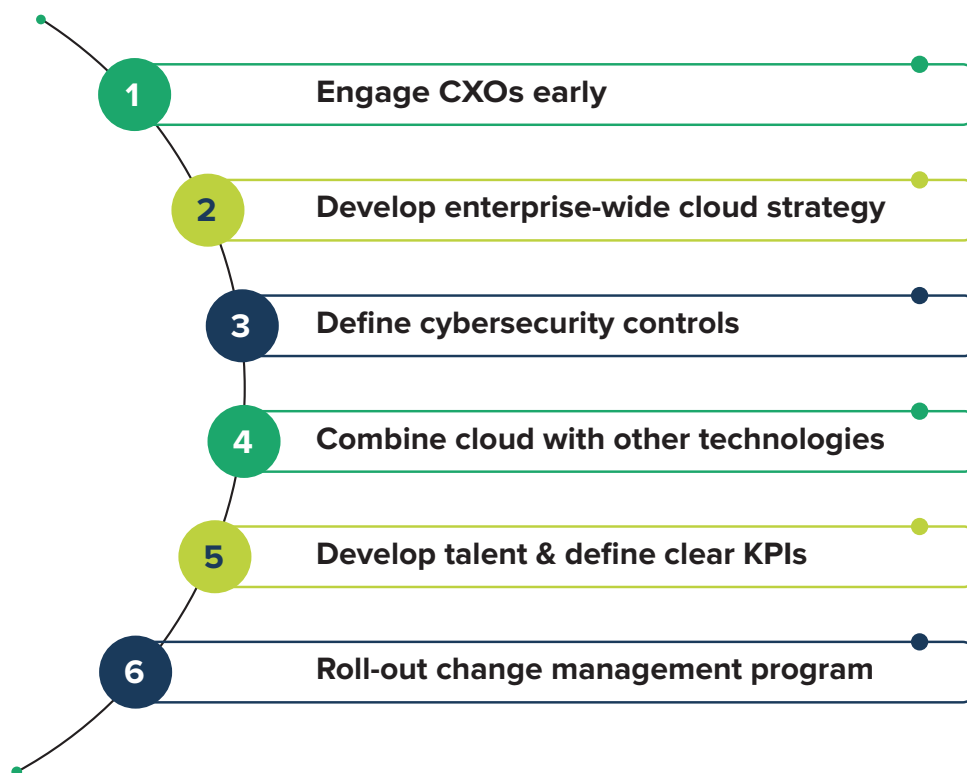 1 Engage CXOs early
2 Develop enterprise-wide cloud strategy
3 Define cybersecurity controls
4 Combine cloud with other technologies
5 Develop talent & define clear KPIs
6 Roll-out change management program